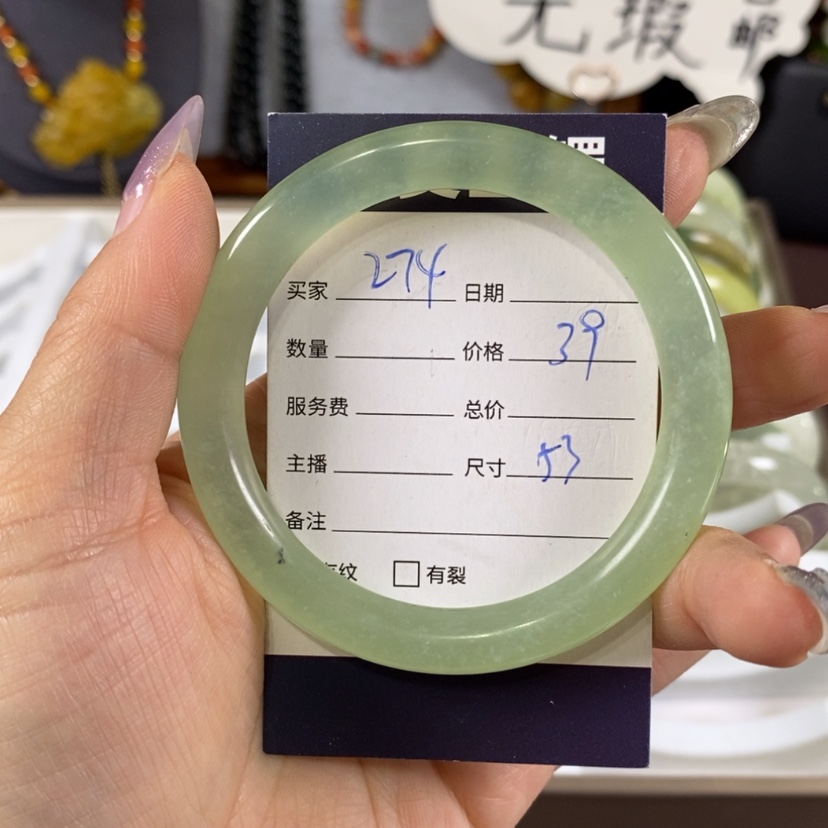 无瑕
买家 274 日期
数量 价格 39
服务费 总价
主播 尺寸 53
备注
纹 □ 有裂